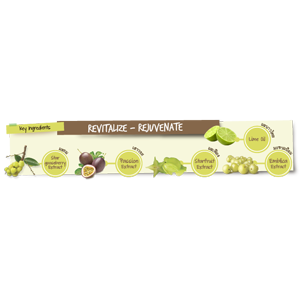 Key Ingredients
REVITALIZE – REJUVENATE
Lime Oil
Star
gooseberry
Extract
Passion
Extract
Starfruit
Extract
Emblica
Extract